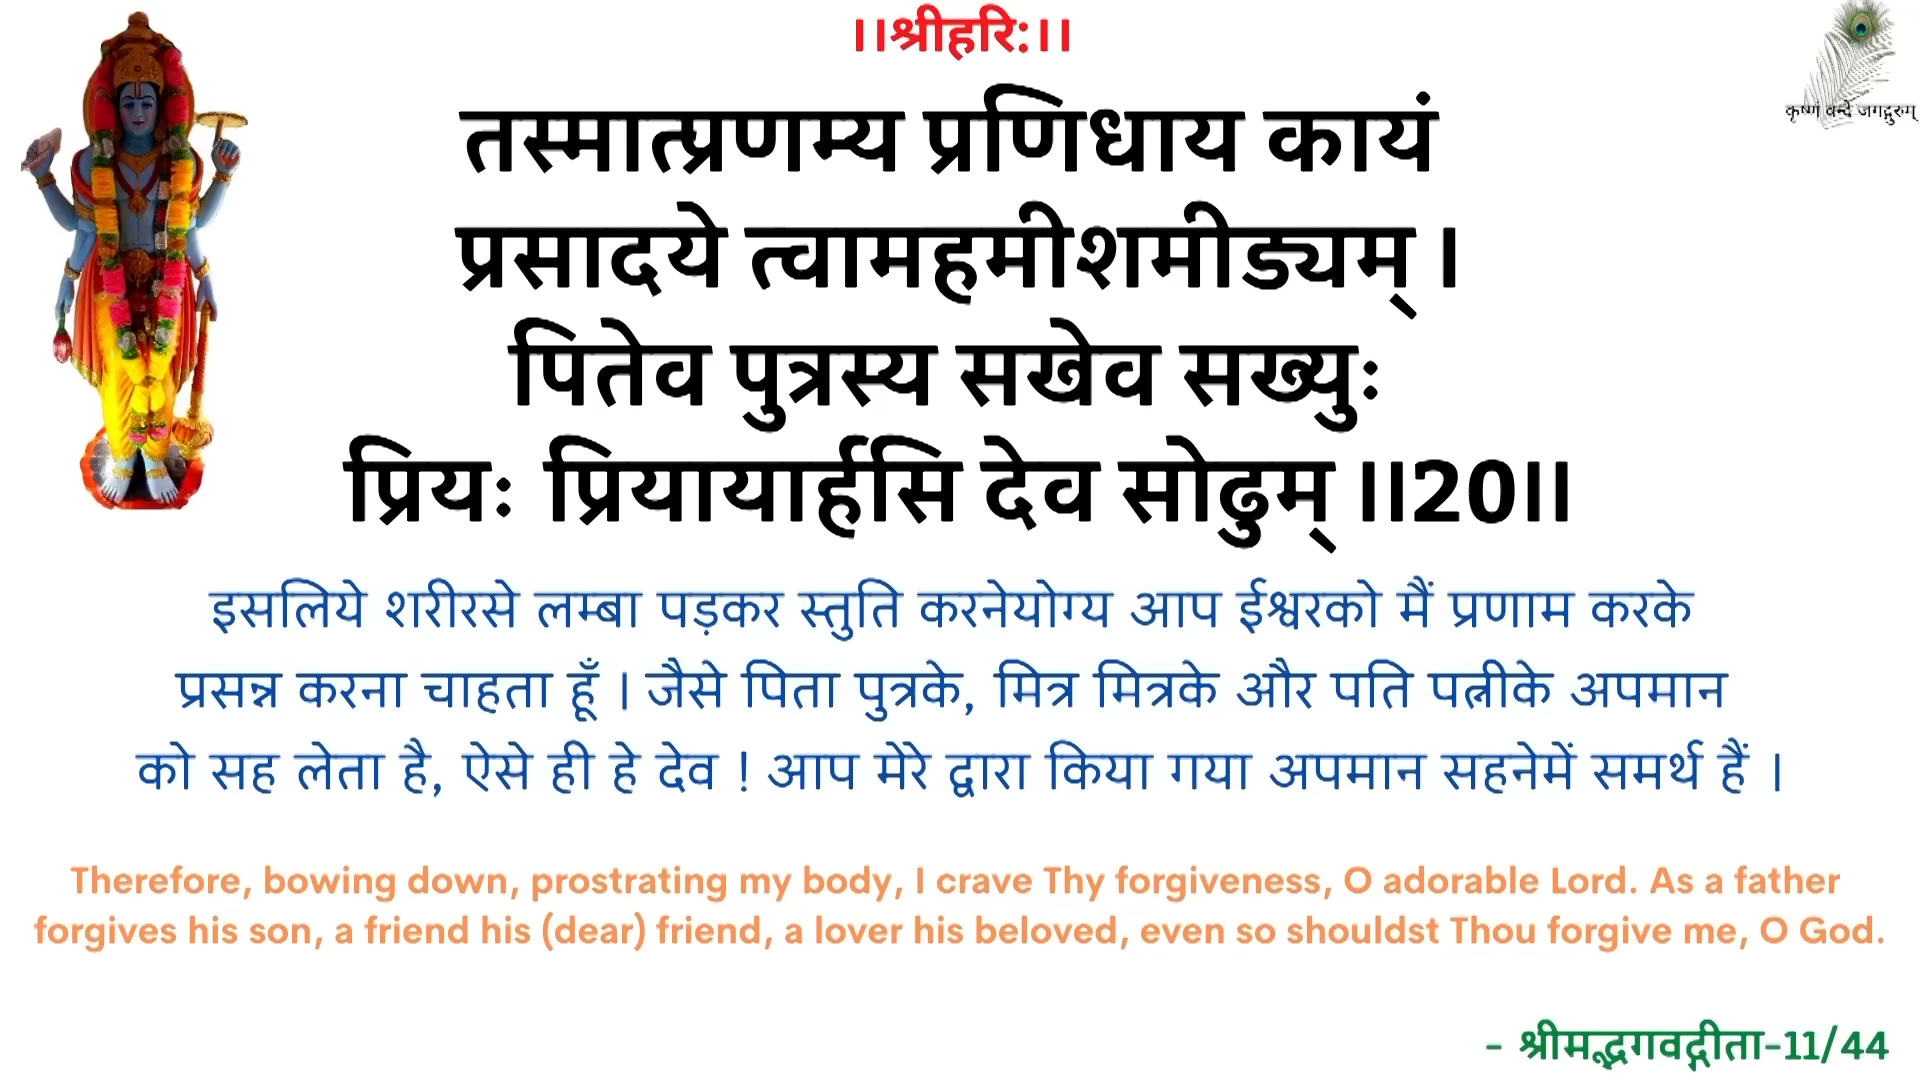 ।।श्रीहरि:।।
कृष्णं वन्दे जगद्गुरुम्
तस्मात्प्रणम्य प्रणिधाय कायं
प्रसादये त्वामहमीशमीड्यम् ।
पितेव पुत्रस्य सखेव सख्युः
प्रियः प्रियायार्हसि देव सोढुम् ।।20।।
इसलिये शरीरसे लम्बा पड़कर स्तुति करनेयोग्य आप ईश्वरको मैं प्रणाम करके
प्रसन्न करना चाहता हूँ । जैसे पिता पुत्रके, मित्र मित्रके और पति पत्नीके अपमान
को सह लेता है, ऐसे ही हे देव ! आप मेरे द्वारा किया गया अपमान सहनेमें समर्थ हैं ।
Therefore, bowing down, prostrating my body, I crave Thy forgiveness, O adorable Lord. As a father
forgives his son, a friend his (dear) friend, a lover his beloved, even so shouldst Thou forgive me, O God.
- श्रीमद्भगवद्गीता-11/44